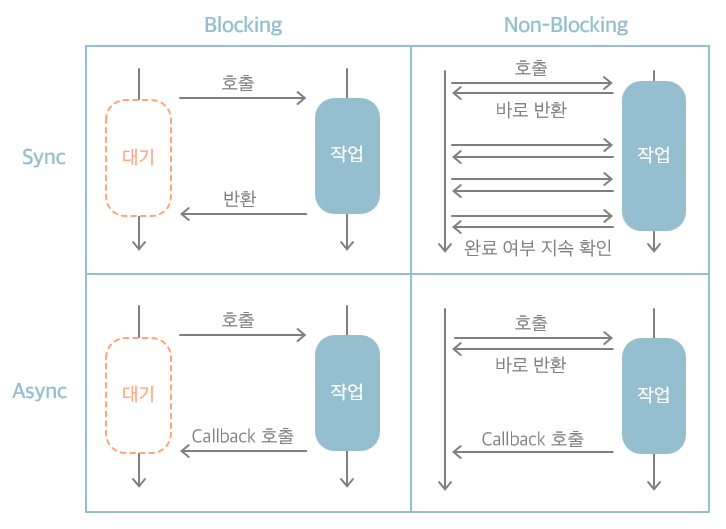 Blocking
Non-Blocking
Sync
호출
대기
작업
반환
호출
바로 반환
작업
완료 여부 지속 확인
Async
호출
대기
작업
Callback 호출
호출
바로 반환
작업
Callback 호출